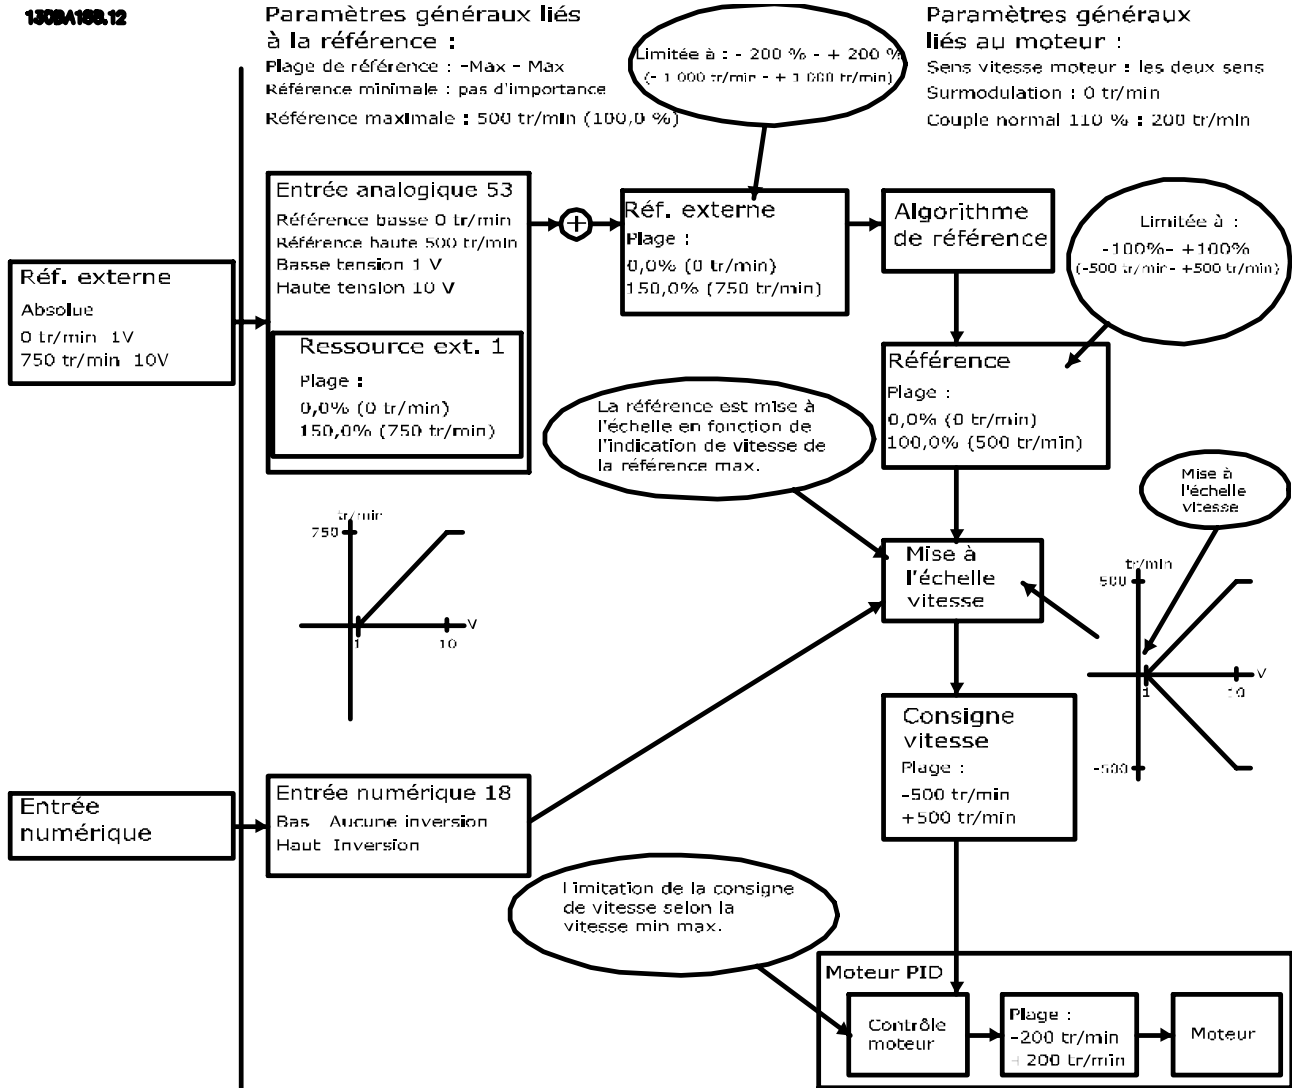 130BA188.12
Paramètres généraux liés
à la référence :
Plage de référence : -Max - Max
Référence minimale : pas d'importance
Référence maximale : 500 tr/min (100,0 %)
Limitée à : - 200 % - + 200 %
(- 1 000 tr/min - + 1 000 tr/min)
Paramètres généraux
liés au moteur :
Sens vitesse moteur : les deux sens
Surmodulation : 0 tr/min
Couple normal 110 % : 200 tr/min
Réf. externe
Absolue
0 tr/min 1V
750 tr/min 10V
Entrée analogique 53
Référence basse 0 tr/min
Référence haute 500 tr/min
Basse tension 1 V
Haute tension 10 V
Ressource ext. 1
Plage :
0,0% (0 tr/min)
150,0% (750 tr/min)
Réf. externe
Plage :
0,0% (0 tr/min)
150,0% (750 tr/min)
Algorithme
de référence
Limitée à :
-100%- +100%
(-500 tr/min- +500 tr/min)
Référence
Plage :
0,0% (0 tr/min)
100,0% (500 tr/min)
La référence est mise à
l'échelle en fonction de
l'indication de vitesse de
la référence max.
Mise à
l'échelle
vitesse
tr/min
750
1
10
V
Mise à
l'échelle
vitesse
tr/min
500
1
10
V
-500
Consigne
vitesse
Plage :
-500 tr/min
+500 tr/min
Entrée
numérique
Entrée numérique 18
Bas Aucune inversion
Haut Inversion
Limitation de la consigne
de vitesse selon la
vitesse min max.
Moteur PID
Contrôle
moteur
Plage :
-200 tr/min
+200 tr/min
Moteur